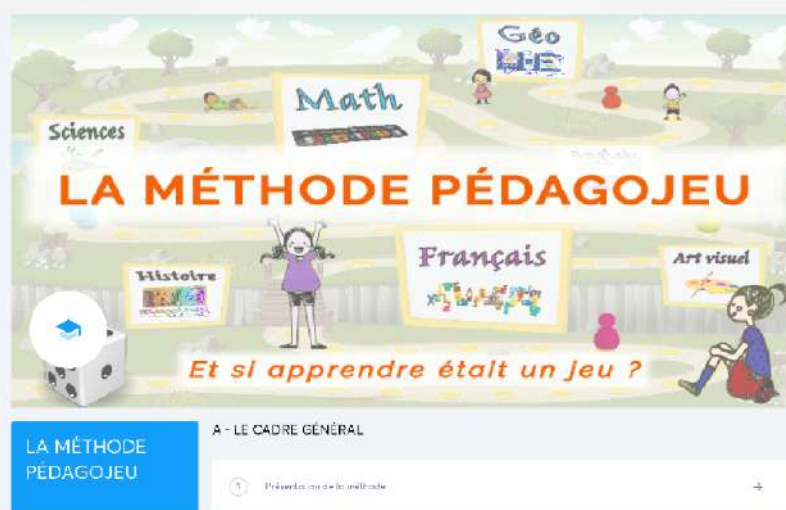 Géo
Math
Sciences
LA MÉTHODE PÉDAGOJEU
Français
Histoire
Art visuel
Et si apprendre était un jeu ?
LA MÉTHODE
PÉDAGOJEU
A - LE CADRE GÉNÉRAL
1 Présentation de la méthode